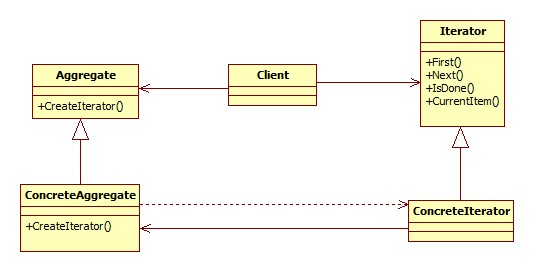 Iterator
+First()
+Next()
+IsDone()
+CurrentItem()
Aggregate
+CreateIterator()
Client
ConcreteAggregate
+CreateIterator()
ConcreteIterator